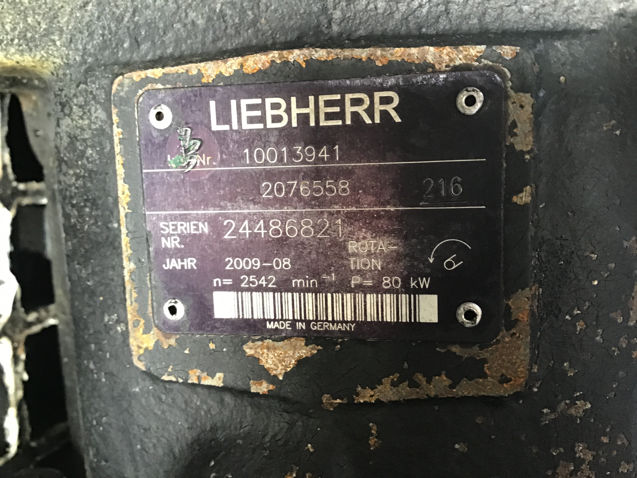 LIEBHERR
Nr. 10013941
2076558 216
SERIEN NR. 24486821
JAHR 2009-08 ROTA-TION
n= 2542 min⁻¹ P= 80 kW
MADE IN GERMANY